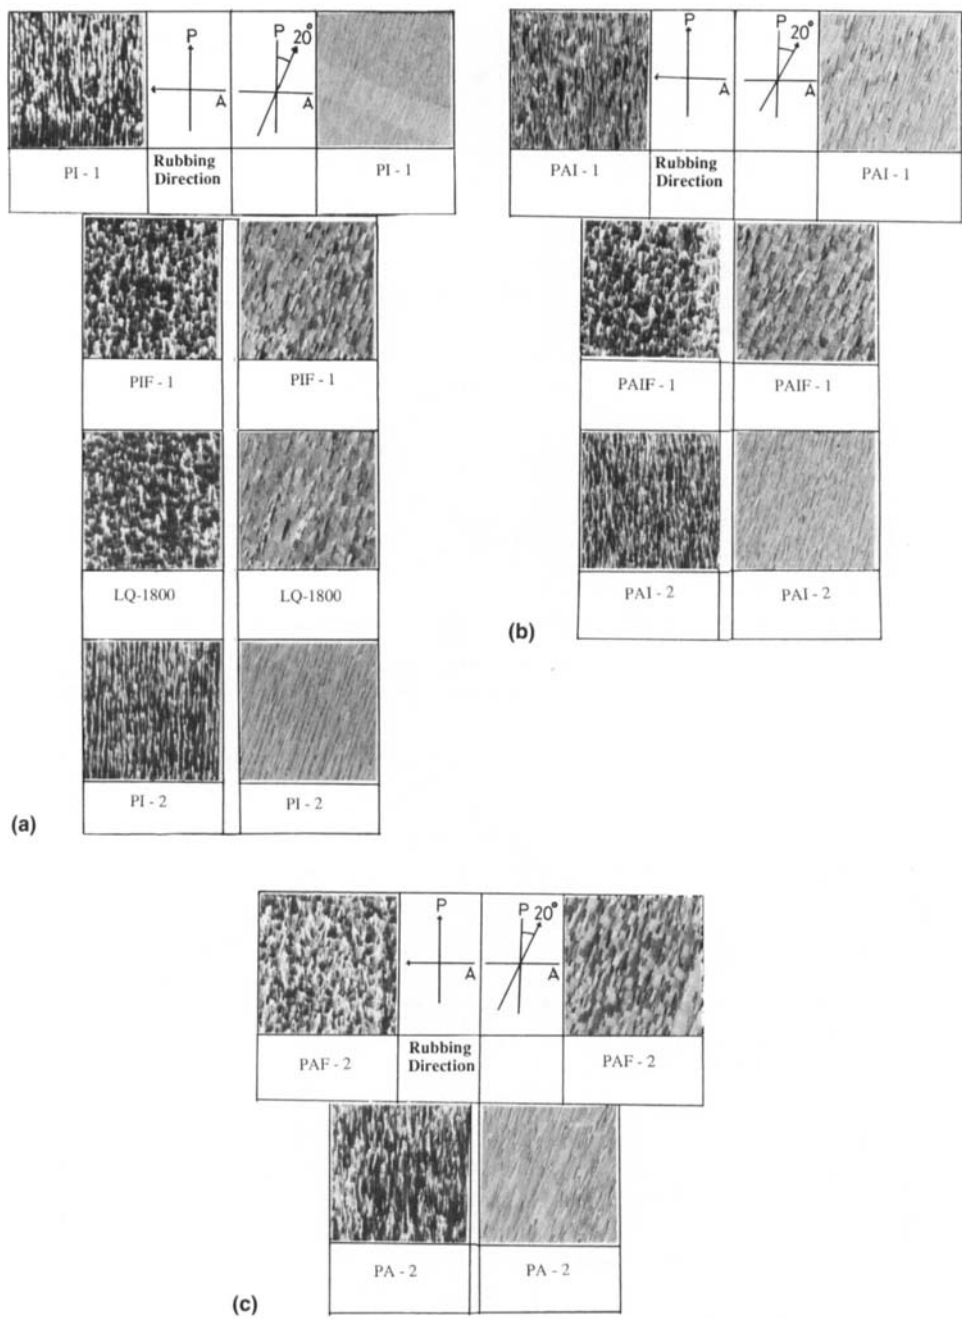 P
A
P
20°
A
PI - 1
Rubbing
Direction
PI - 1
PIF - 1
PIF - 1
LQ-1800
LQ-1800
PI - 2
PI - 2
(a)
P
A
P
20°
A
PAI - 1
Rubbing
Direction
PAI - 1
PAIF - 1
PAIF - 1
PAI - 2
PAI - 2
(b)
P
A
P
20°
A
PAF - 2
Rubbing
Direction
PAF - 2
PA - 2
PA - 2
(c)